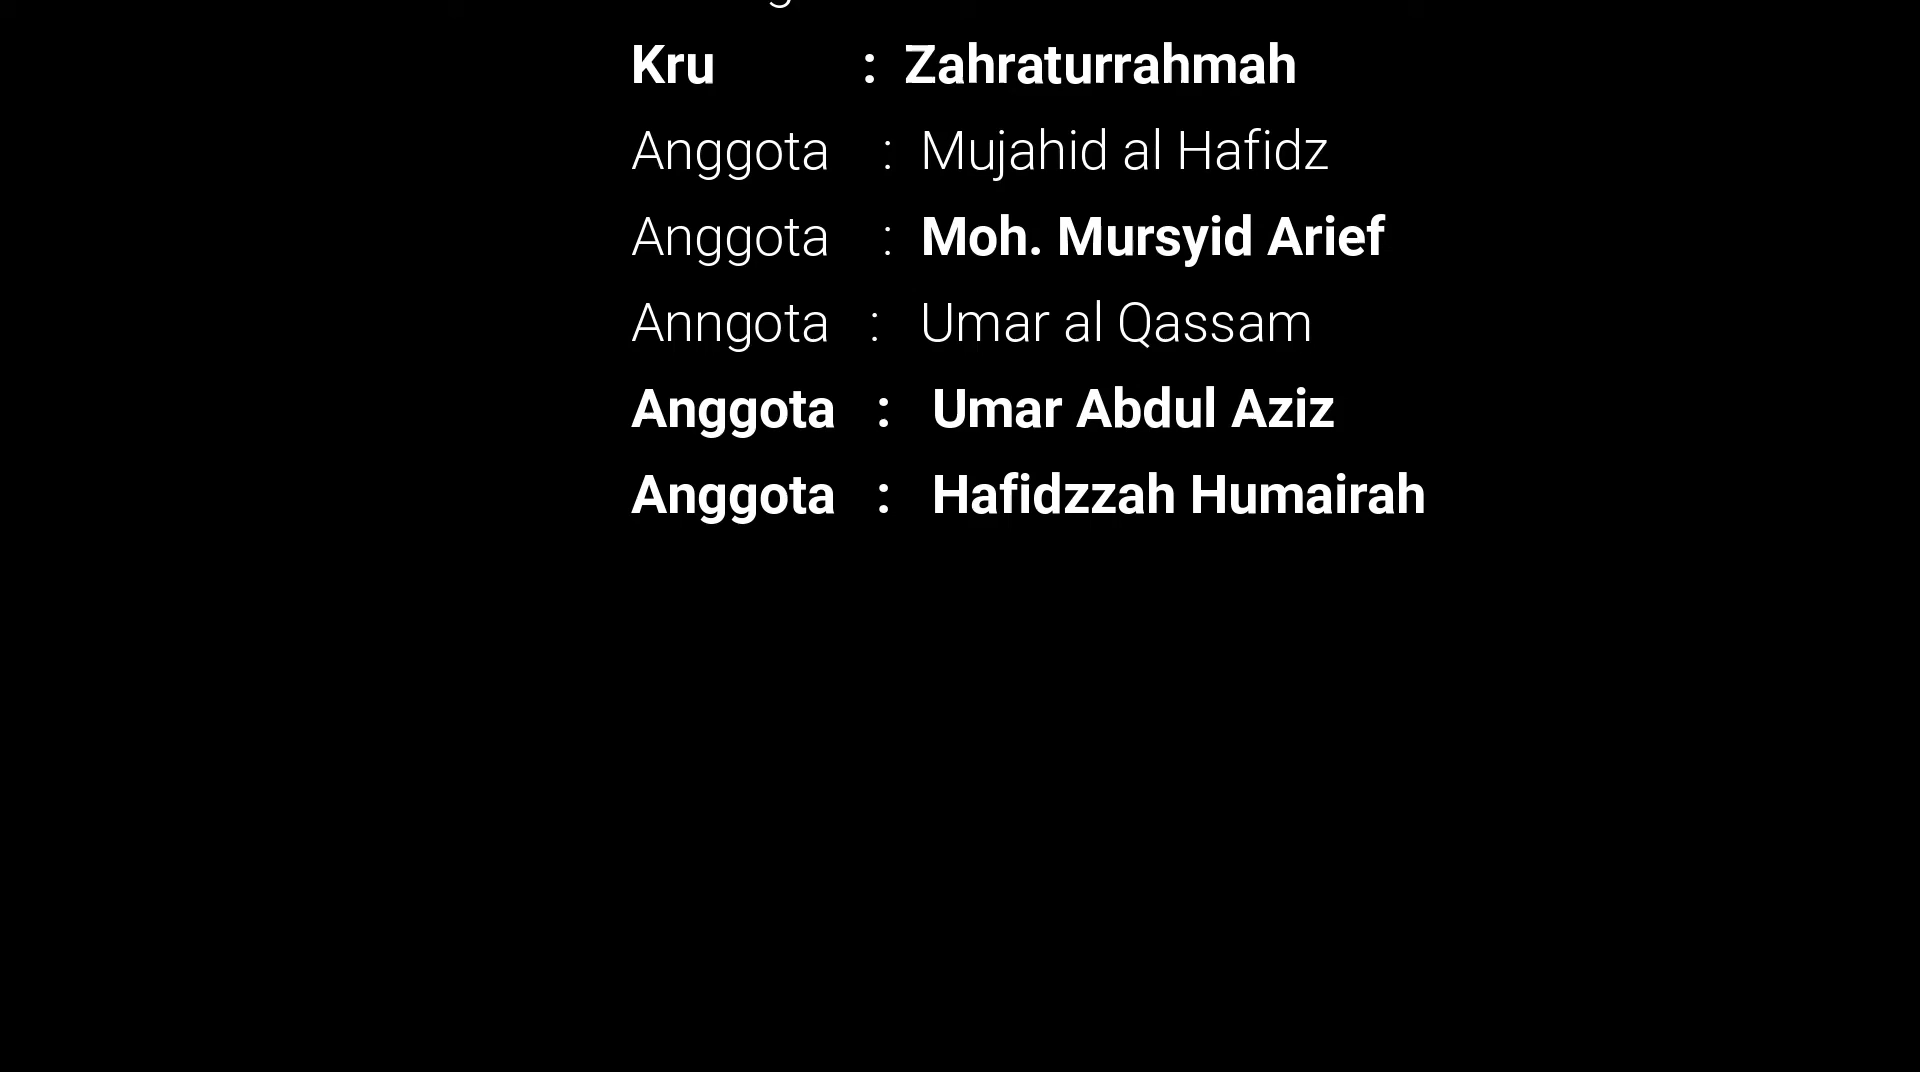 Kru : Zahraturrahmah
Anggota : Mujahid al Hafidz
Anggota : Moh. Mursyid Arief
Anngota : Umar al Qassam
Anggota : Umar Abdul Aziz
Anggota : Hafidzzah Humairah